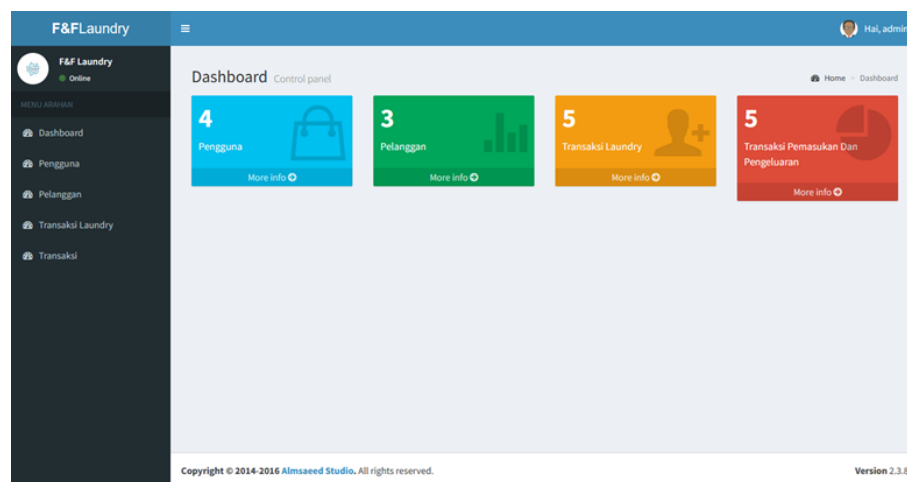 F&FLaundry
Hai, admin
F&F Laundry
Online
MENU ARAHAN
Dashboard
Pengguna
Pelanggan
Transaksi Laundry
Transaksi
Dashboard Control panel
Home > Dashboard
4
Pengguna
More info
3
Pelanggan
More info
5
Transaksi Laundry
More info
5
Transaksi Pemasukan Dan
Pengeluaran
More info
Copyright © 2014-2016 Almsaeed Studio. All rights reserved.
Version 2.3.8